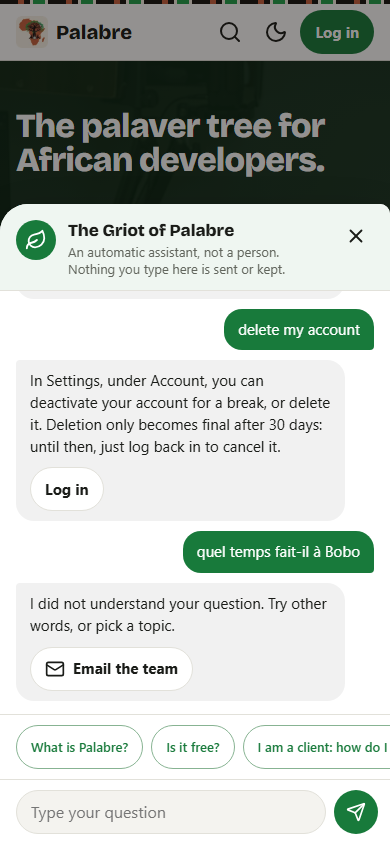 Palabre
Log in
The palaver tree for
African developers.
The Griot of Palabre
An automatic assistant, not a person.
Nothing you type here is sent or kept.
delete my account
In Settings, under Account, you can
deactivate your account for a break, or delete
it. Deletion only becomes final after 30 days:
until then, just log back in to cancel it.
Log in
quel temps fait-il à Bobo
I did not understand your question. Try other
words, or pick a topic.
Email the team
What is Palabre?
Is it free?
I am a client: how do I
Type your question